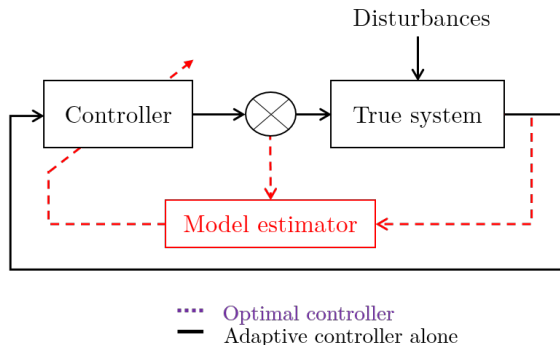 Disturbances
Controller
True system
Model estimator
Optimal controller
Adaptive controller alone